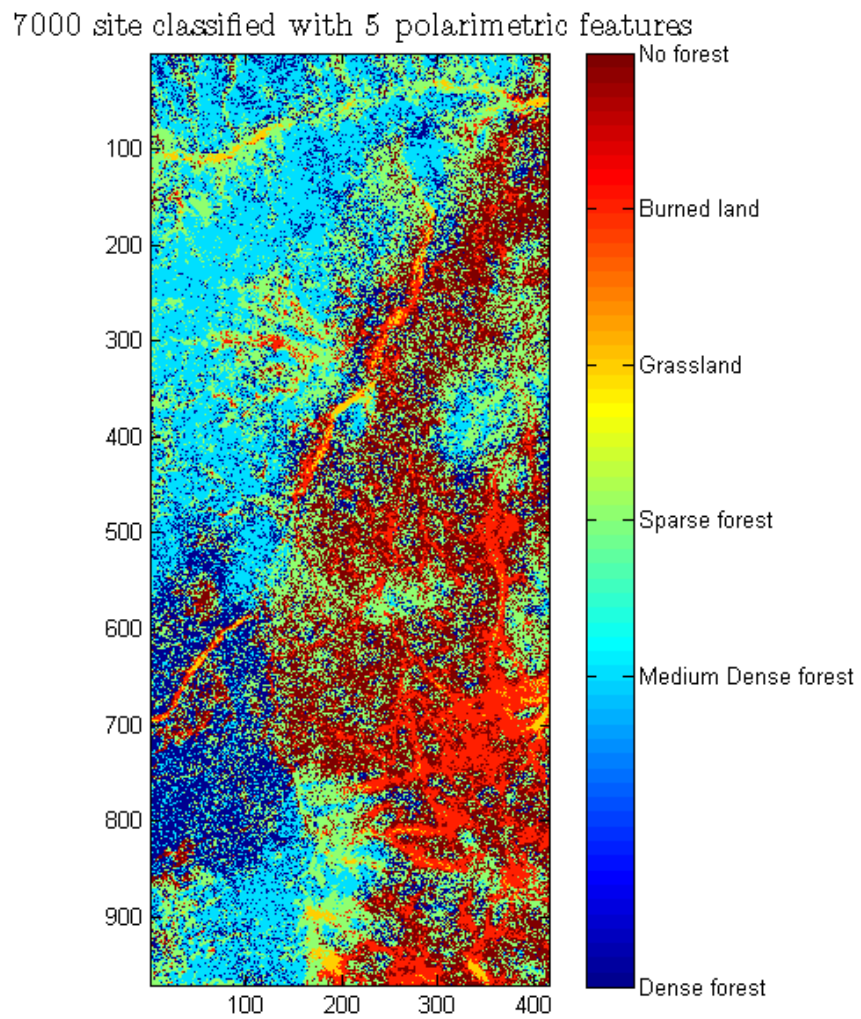 7000 site classified with 5 polarimetric features
No forest
100
Burned land
200
300
Grassland
400
500
Sparse forest
600
Medium Dense forest
700
800
900
Dense forest
100 200 300 400